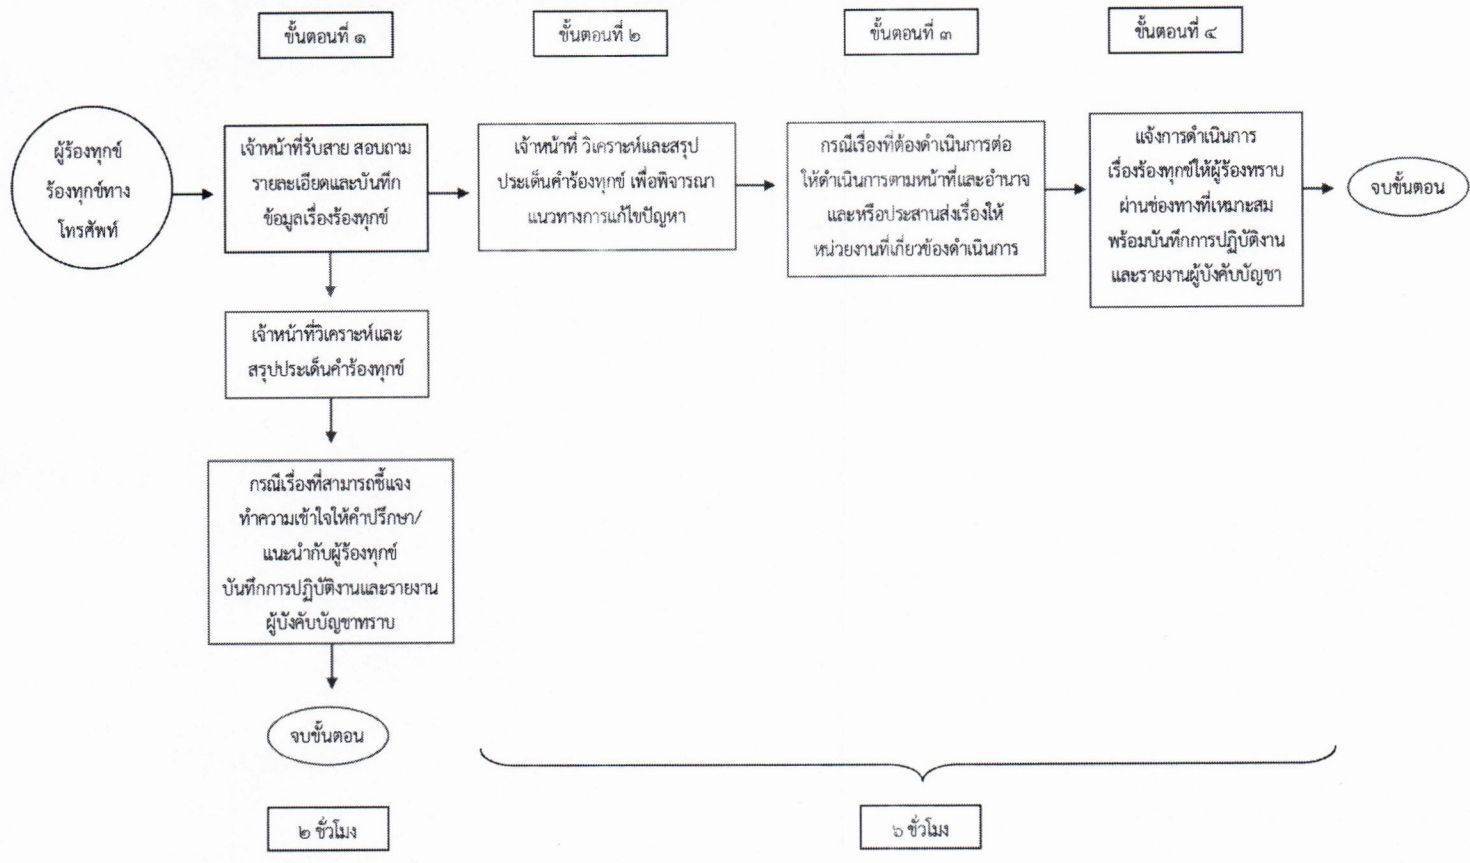 ขั้นตอนที่ ๑
ขั้นตอนที่ ๒
ขั้นตอนที่ ๓
ขั้นตอนที่ ๔
ผู้ร้องทุกข์
ร้องทุกข์ทาง
โทรศัพท์
เจ้าหน้าที่รับสาย สอบถาม
รายละเอียดและบันทึก
ข้อมูลเรื่องร้องทุกข์
เจ้าหน้าที่ วิเคราะห์และสรุป
ประเด็นคำร้องทุกข์ เพื่อพิจารณา
แนวทางการแก้ไขปัญหา
กรณีเรื่องที่ต้องดำเนินการต่อ
ให้ดำเนินการตามหน้าที่และอำนาจ
และหรือประสานส่งเรื่องให้
หน่วยงานที่เกี่ยวข้องดำเนินการ
แจ้งการดำเนินการ
เรื่องร้องทุกข์ให้ผู้ร้องทราบ
ผ่านช่องทางที่เหมาะสม
พร้อมบันทึกการปฏิบัติงาน
และรายงานผู้บังคับบัญชา
จบขั้นตอน
เจ้าหน้าที่วิเคราะห์และ
สรุปประเด็นคำร้องทุกข์
กรณีเรื่องที่สามารถชี้แจง
ทำความเข้าใจให้คำปรึกษา/
แนะนำกับผู้ร้องทุกข์
บันทึกการปฏิบัติงานและรายงาน
ผู้บังคับบัญชาทราบ
จบขั้นตอน
๒ ชั่วโมง
๖ ชั่วโมง